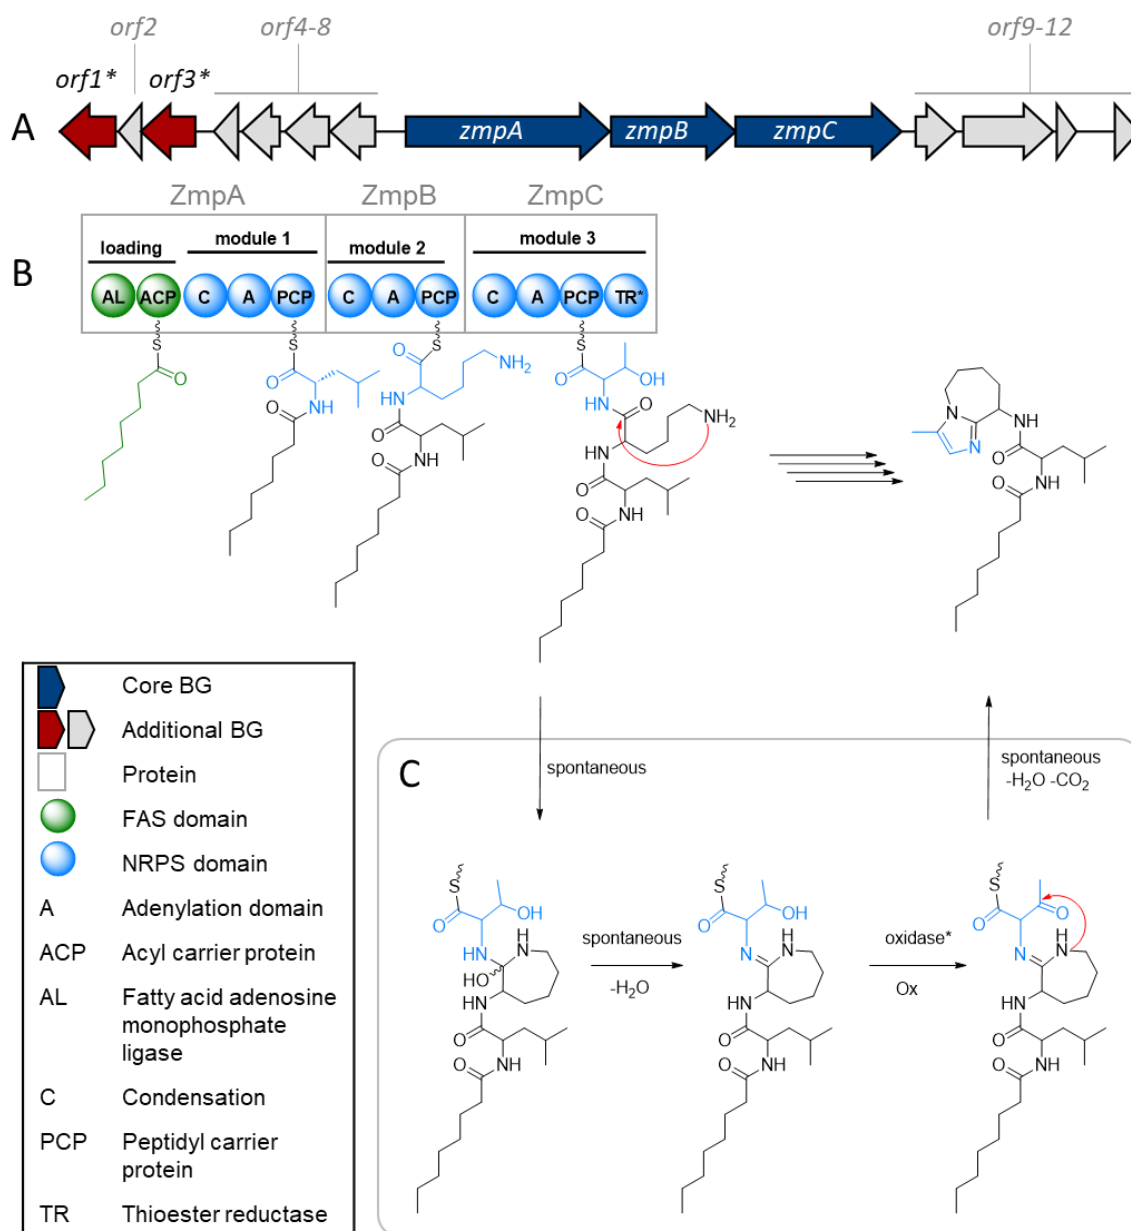 orf2
orf4-8
orf9-12
orf1*
orf3*
A
zmpA
zmpB
zmpC
ZmpA
ZmpB
ZmpC
loading
module 1
module 2
module 3
B
AL
ACP
C
A
PCP
C
A
PCP
C
A
PCP
TR*
S
O
S
O
HN
O
S
O
NH2
HN
O
NH
O
S
O
OH
HN
O
NH2
HN
O
O
NH
N
N
NH
O
O
NH
Core BG
Additional BG
Protein
FAS domain
NRPS domain
A Adenylation domain
ACP Acyl carrier protein
AL Fatty acid adenosine
monophosphate
ligase
C Condensation
PCP Peptidyl carrier
protein
TR Thioester reductase
C
spontaneous
spontaneous
-H2O -CO2
S
O
OH
HN
H
N
HO
HN
O
O
NH
spontaneous
-H2O
S
O
OH
N
H
N
HN
O
O
NH
oxidase*
Ox
S
O
O
N
H
N
HN
O
O
NH